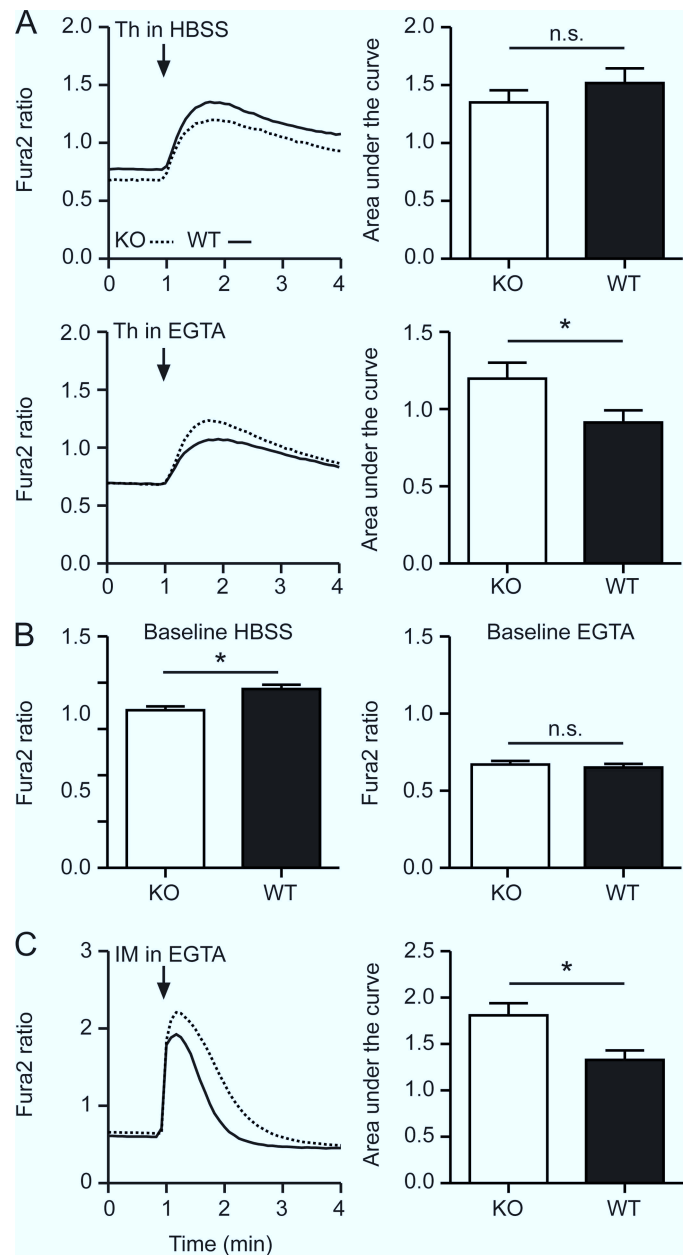 A
Th in HBSS
Fura2 ratio
2.0
1.5
1.0
0.5
0.0
KO WT
0 1 2 3 4
n.s.
Area under the curve
2.0
1.5
1.0
0.5
0.0
KO WT
Th in EGTA
Fura2 ratio
2.0
1.5
1.0
0.5
0.0
0 1 2 3 4
*
Area under the curve
1.5
1.0
0.5
0.0
KO WT
B
Baseline HBSS
*
Fura2 ratio
1.5
1.0
0.5
0.0
KO WT
Baseline EGTA
n.s.
Fura2 ratio
1.5
1.0
0.5
0.0
KO WT
C
IM in EGTA
Fura2 ratio
3
2
1
0
0 1 2 3 4
Time (min)
*
Area under the curve
2.5
2.0
1.5
1.0
0.5
0.0
KO WT